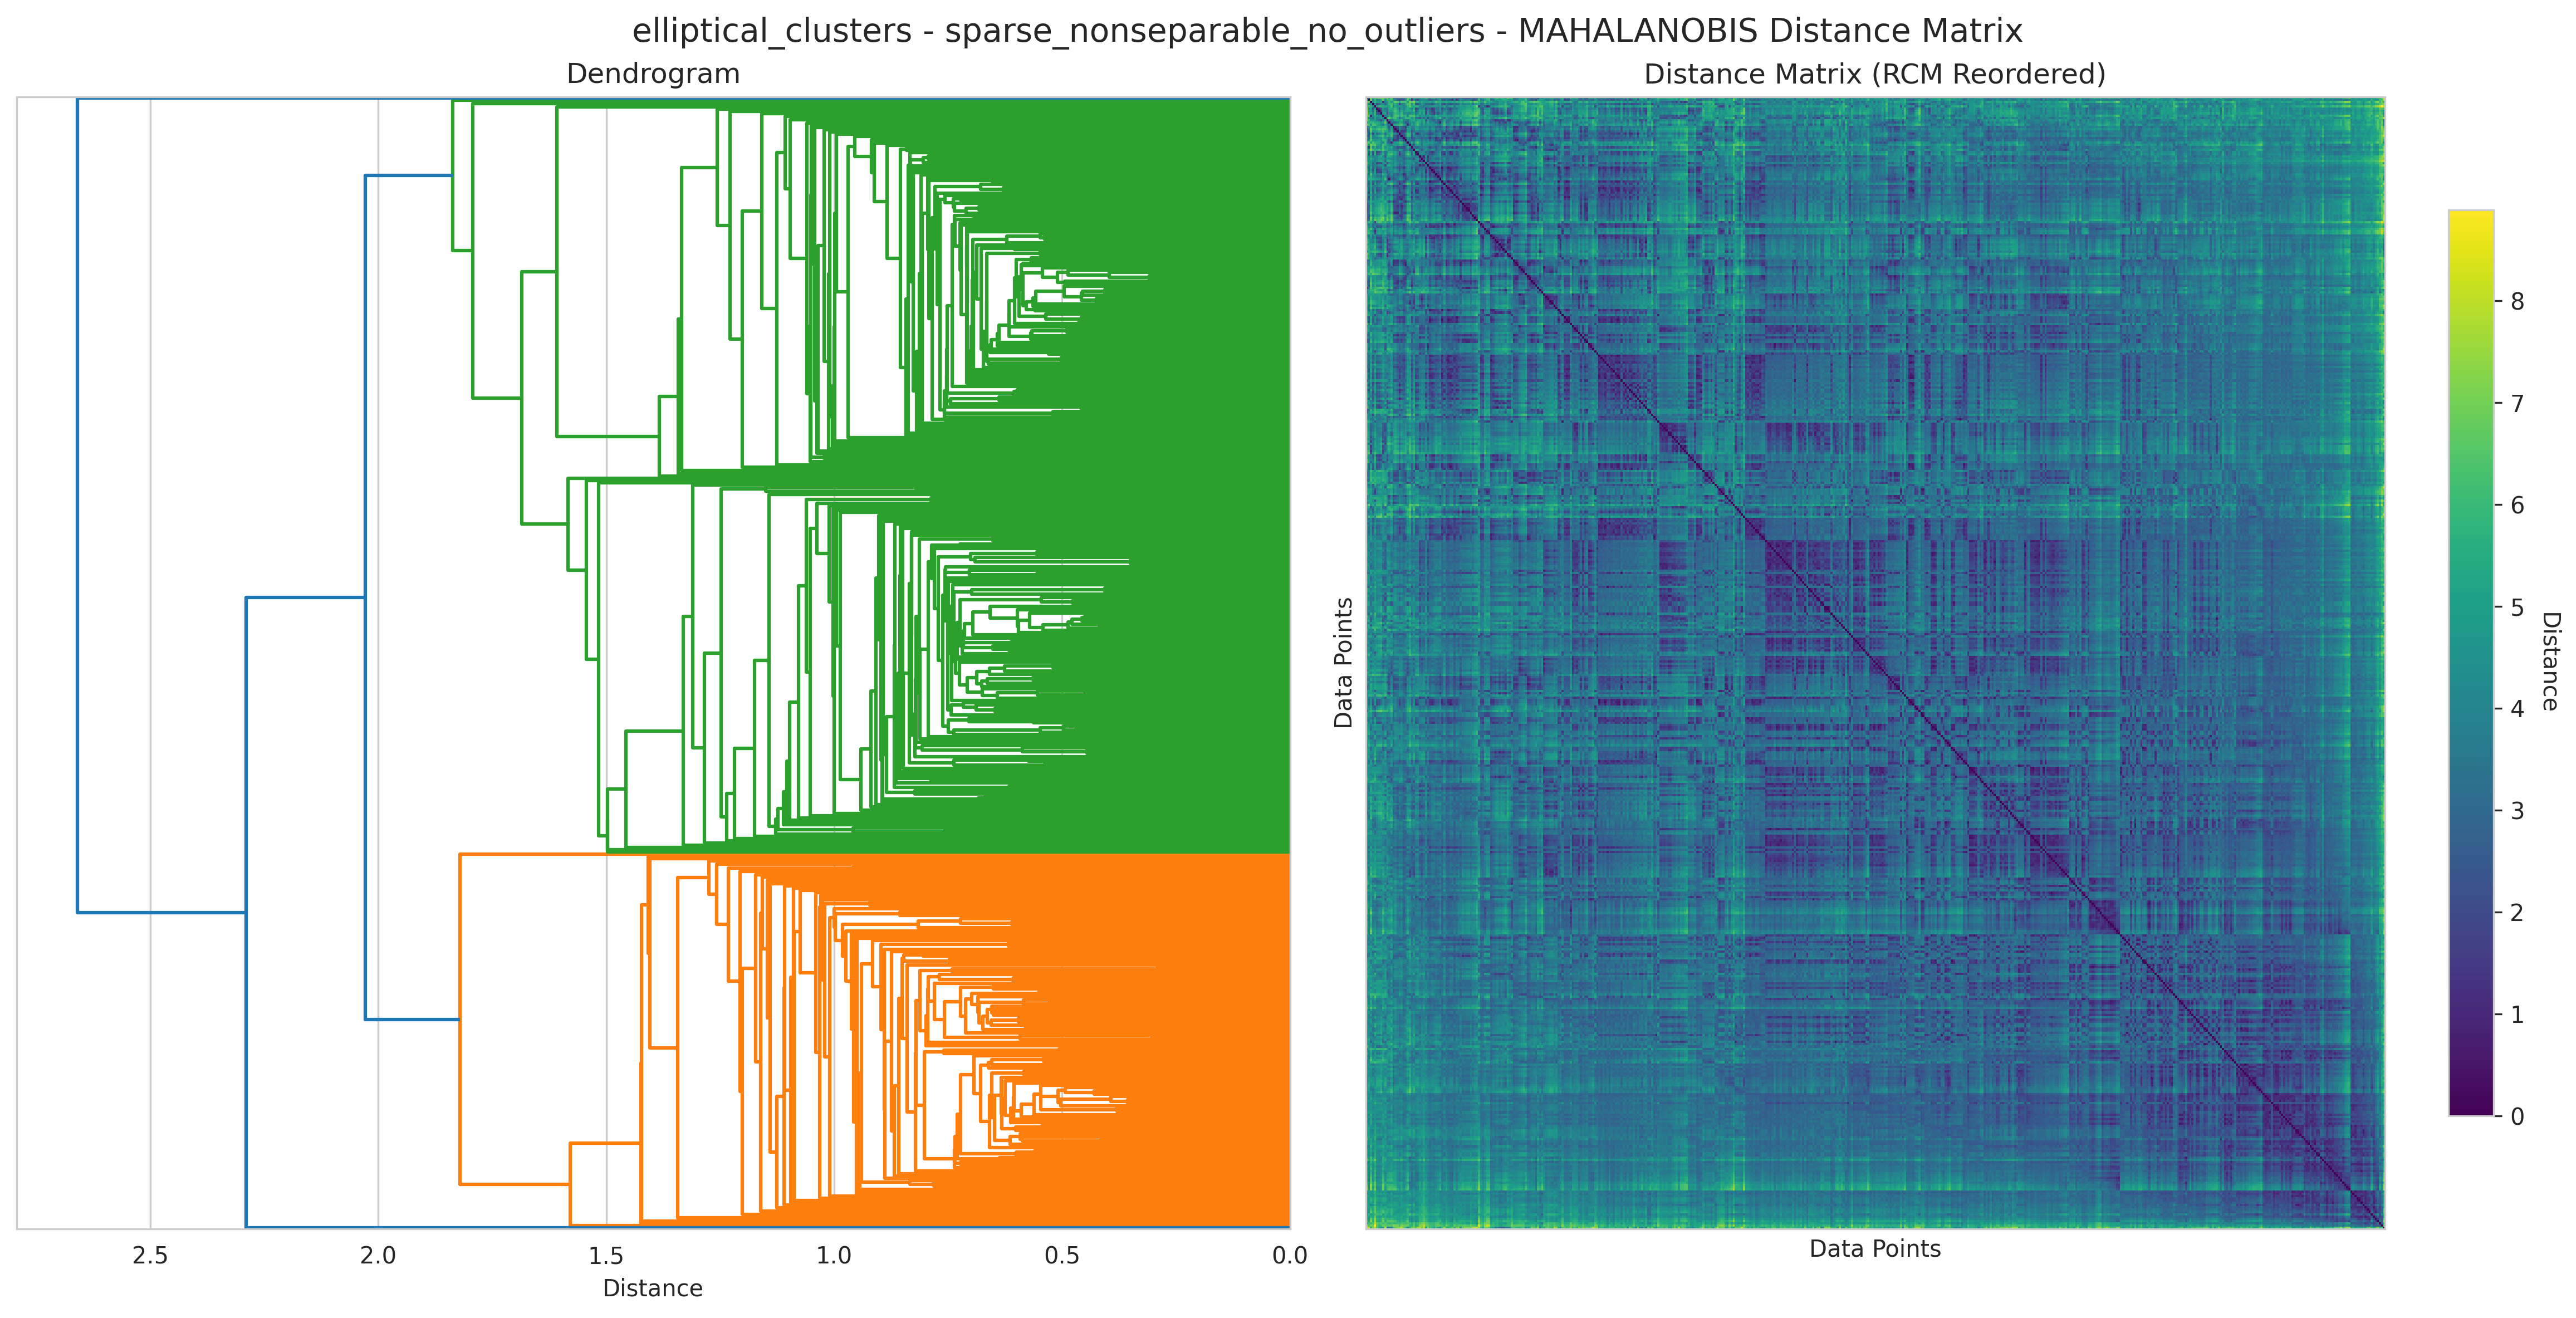 elliptical_clusters - sparse_nonseparable_no_outliers - MAHALANOBIS Distance Matrix
Dendrogram
2.5 2.0 1.5 1.0 0.5 0.0
Distance
Distance Matrix (RCM Reordered)
Data Points
Data Points
8
7
6
5
4
3
2
1
0
Distance